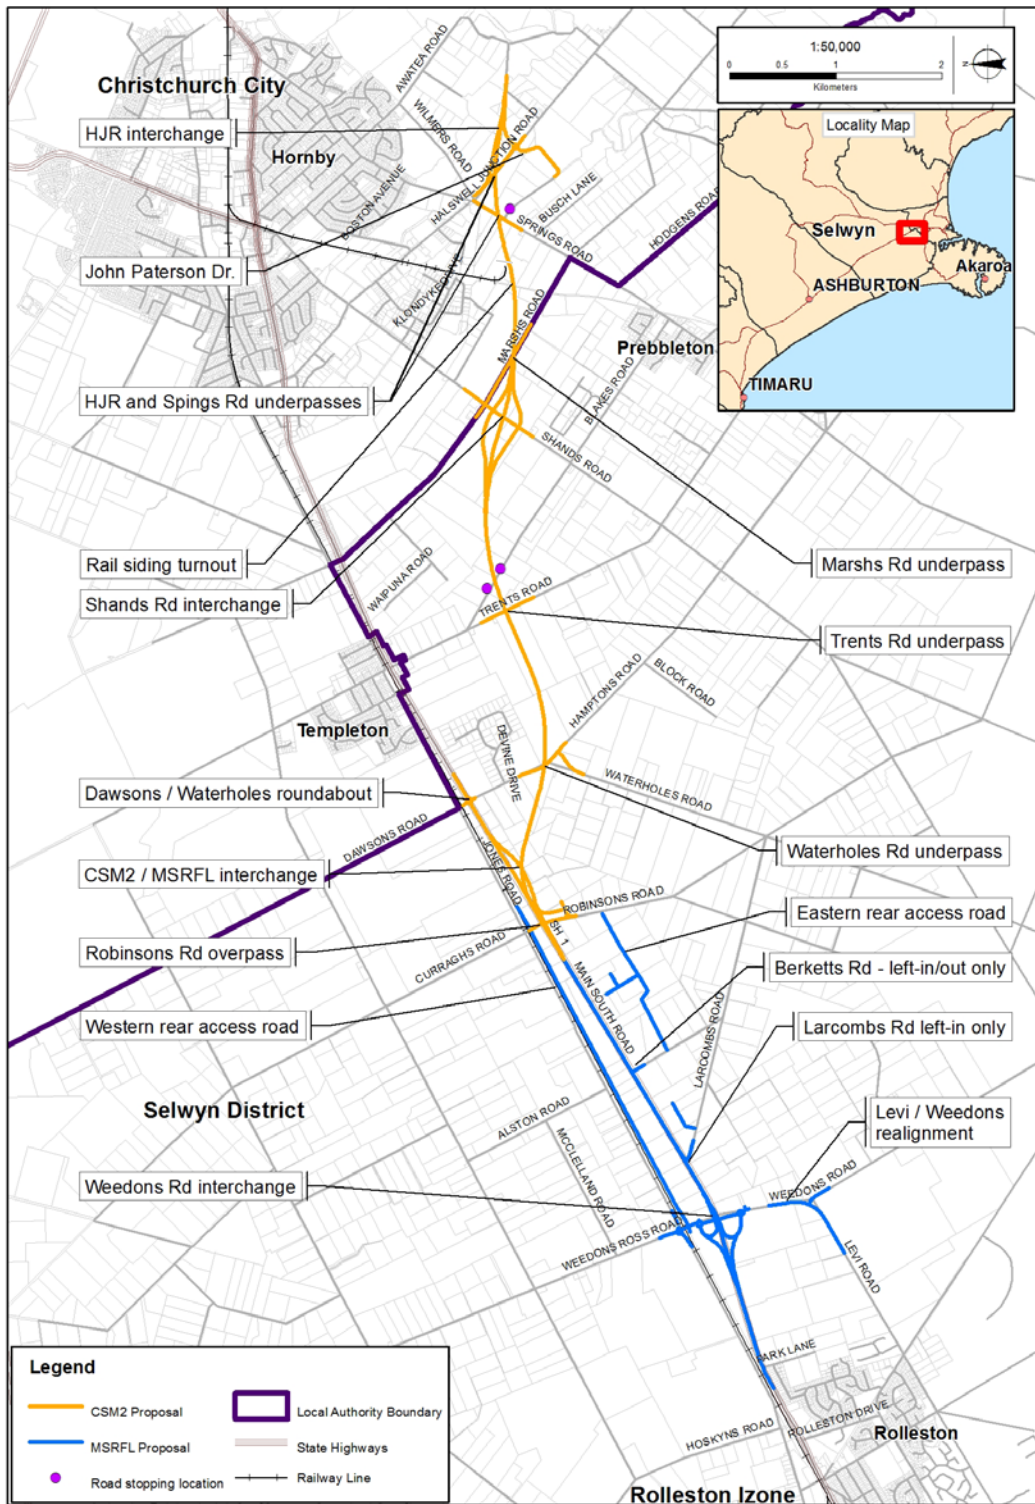 1:50,000
0 0.5 1 2
Kilometers
N
Locality Map
Selwyn
Akaroa
ASHBURTON
TIMARU
Christchurch City
AWATEA ROAD
HJR interchange
WILMERS ROAD
Hornby
HALSWELL JUNCTION ROAD
BOSTON AVENUE
BUSCH LANE
SPRINGS ROAD
HODGENS ROAD
John Paterson Dr.
KLONDYKE DRIVE
MARSHS ROAD
Prebbleton
HJR and Spings Rd underpasses
BLAKES ROAD
SHANDS ROAD
Rail siding turnout
Marshs Rd underpass
WAIPUNA ROAD
Shands Rd interchange
TRENTS ROAD
Trents Rd underpass
HAMPTONS ROAD
BLOCK ROAD
Templeton
DEVINE DRIVE
WATERHOLES ROAD
Dawsons / Waterholes roundabout
DAWSONS ROAD
JONES ROAD
Waterholes Rd underpass
CSM2 / MSRFL interchange
ROBINSONS ROAD
Eastern rear access road
SH 1
CURRAGHS ROAD
Robinsons Rd overpass
Berketts Rd - left-in/out only
MAIN SOUTH ROAD
Western rear access road
Larcombs Rd left-in only
LARCOMBS ROAD
Selwyn District
ALSTON ROAD
Levi / Weedons
realignment
MCCLELLAND ROAD
Weedons Rd interchange
WEEDONS ROAD
WEEDONS ROSS ROAD
LEVI ROAD
PARK LANE
Legend
CSM2 Proposal
Local Authority Boundary
MSRFL Proposal
State Highways
Road stopping location
Railway Line
HOSKYNS ROAD
ROLLESTON DRIVE
Rolleston
Rolleston Izone